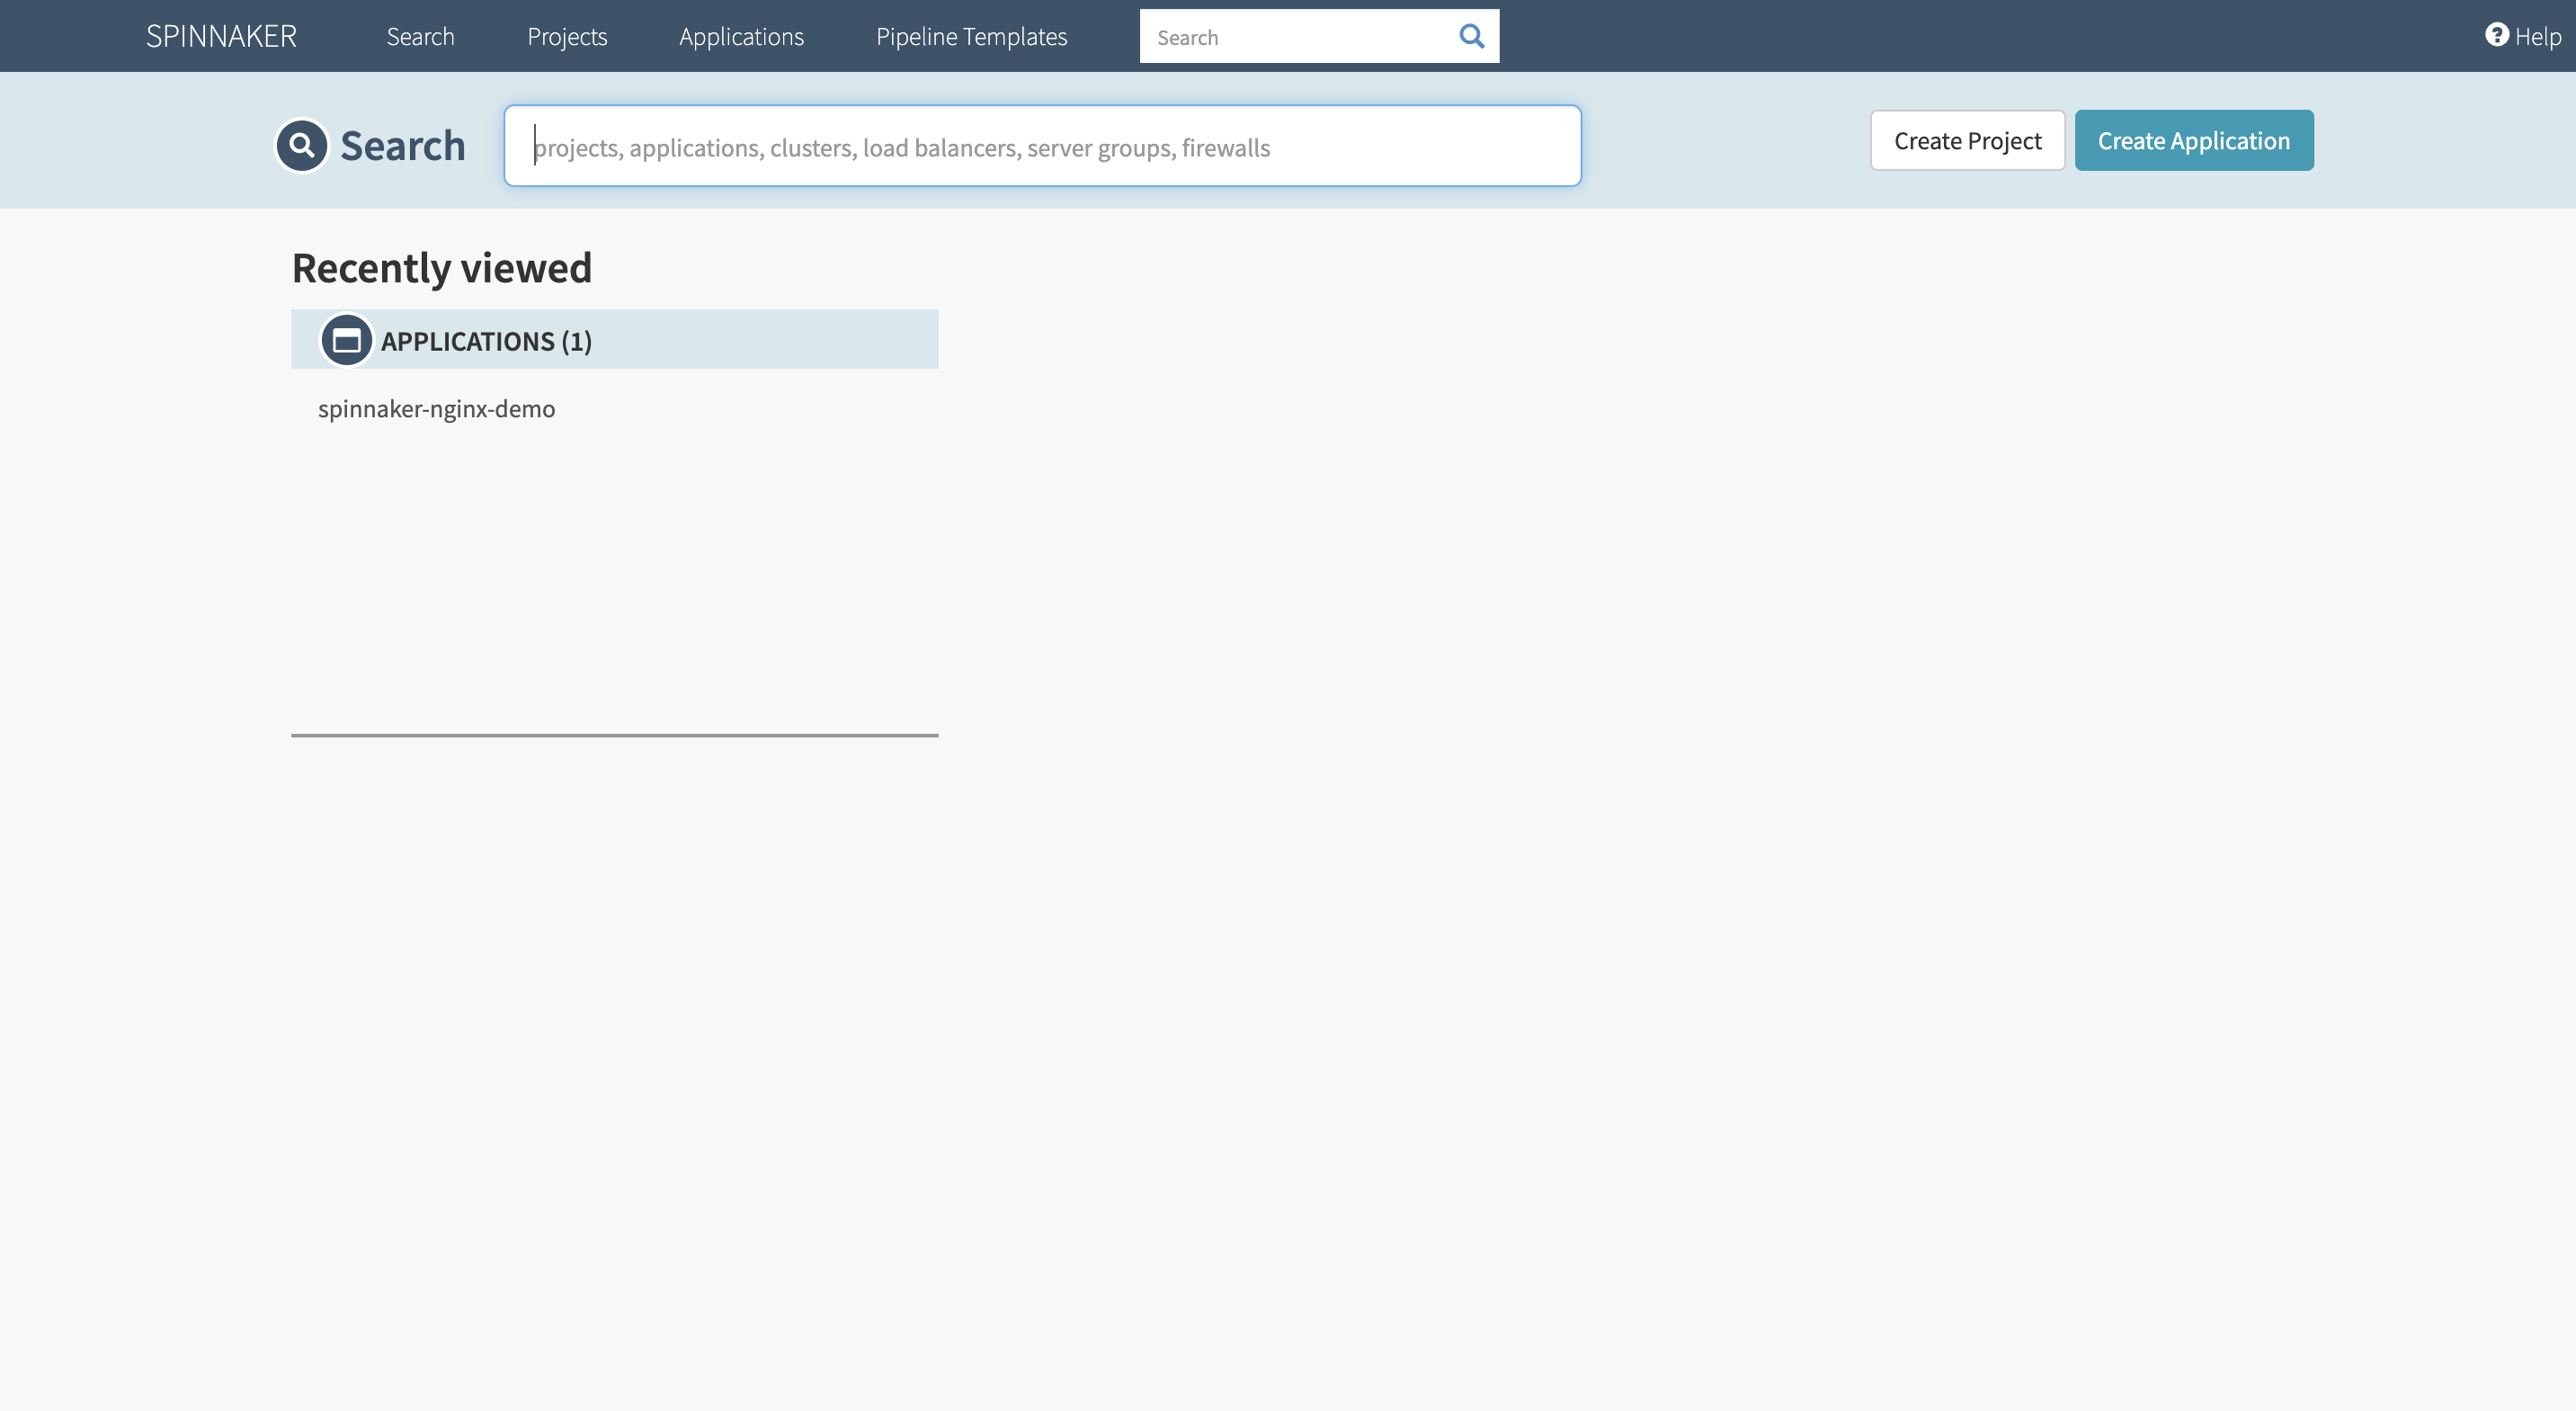 SPINNAKER Search Projects Applications Pipeline Templates Search Help
Search projects, applications, clusters, load balancers, server groups, firewalls Create Project Create Application
Recently viewed
APPLICATIONS (1)
spinnaker-nginx-demo